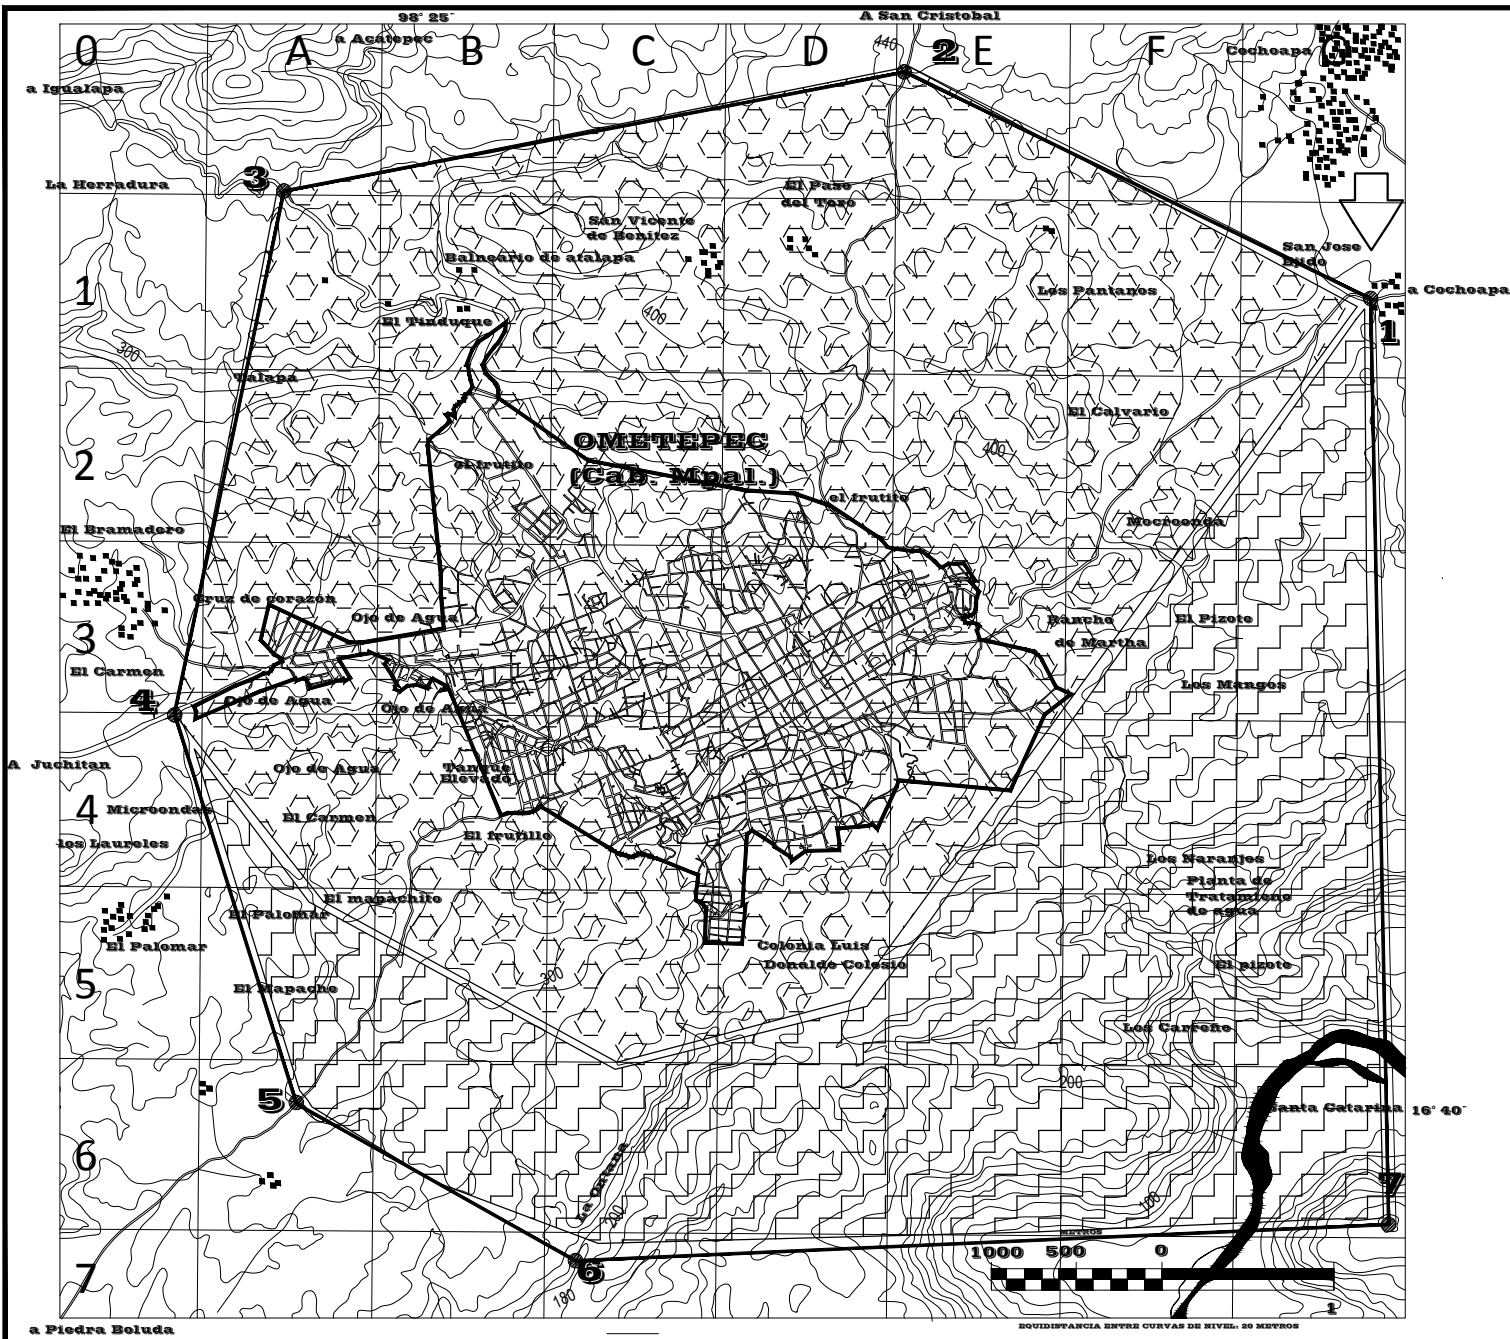 98° 25´
A San Cristobal
0
A
B
C
D
E
F
G
2
440
a Acatepec
Cochoapa
a Igualapa
3
La Herradura
El Paso
del Toro
San Vicente
de Benitez
San Jose
Ejido
Balneario de atalapa
1
Los Pantanos
a Cochoapa
400
El Tinduque
1
300
Talapa
El Calvario
OMETEPEC
(Cab. Mpal.)
400
2
el frutito
el frutito
Mocroonda
El Bramadero
Cruz de corazón
Ojo de Agua
Rancho
de Martha
El Pizote
3
El Carmen
Los Mangos
4
Ojo de Agua
Ojo de Agua
A Juchitan
Ojo de Agua
Tanque
Elevado
Microondas
4
El Carmen
El frutillo
los Laureles
Los Naranjos
Planta de
Tratamieno
de agua
El mapachito
El Palomar
El Palomar
Colonia Luis
Donaldo Colosio
El pizote
300
5
El Mapache
Los Carreño
200
5
Santa Catarina
16° 40´
6
7
200
100
METROS
1000 500 0
6
7
180
1
EQUIDISTANCIA ENTRE CURVAS DE NIVEL: 20 METROS
a Piedra Boluda